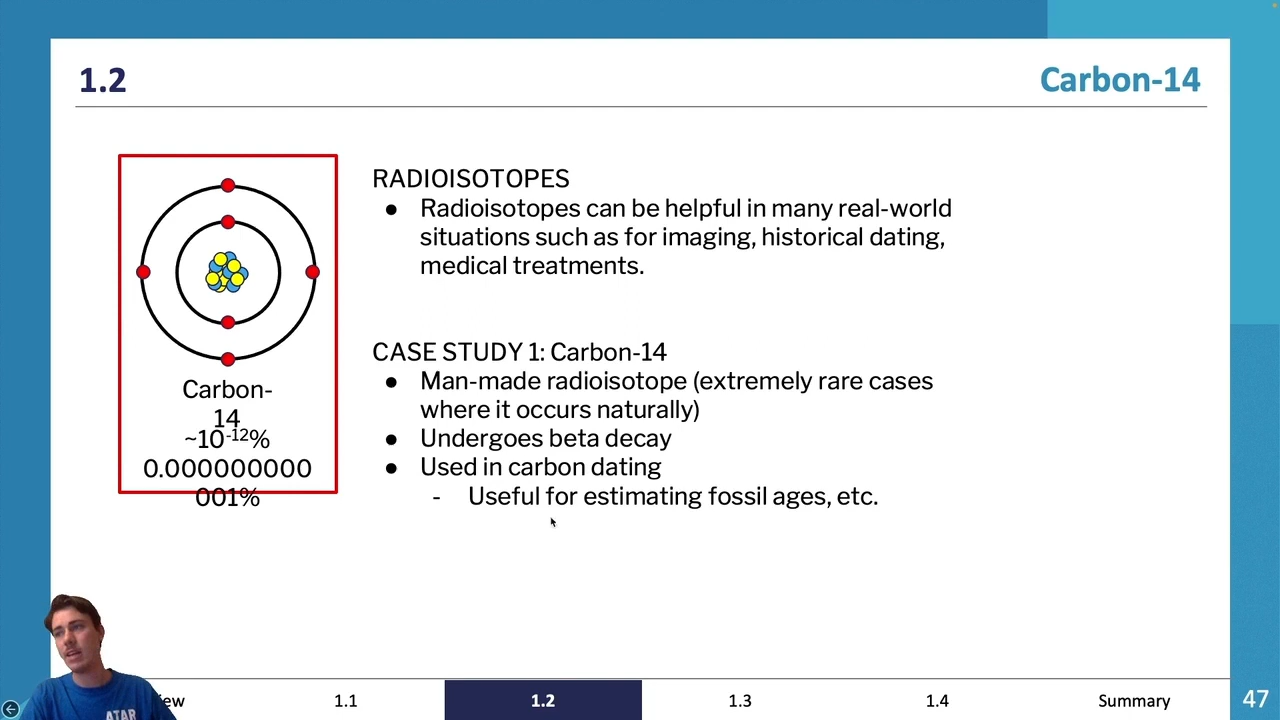 1.2
Carbon-14
RADIOISOTOPES
● Radioisotopes can be helpful in many real-world
situations such as for imaging, historical dating,
medical treatments.
CASE STUDY 1: Carbon-14
● Man-made radioisotope (extremely rare cases
where it occurs naturally)
● Undergoes beta decay
● Used in carbon dating
- Useful for estimating fossil ages, etc.
Carbon-
14
~10⁻¹²%
0.000000000
001%
ATAR
1.1
1.2
1.3
1.4
Summary
47